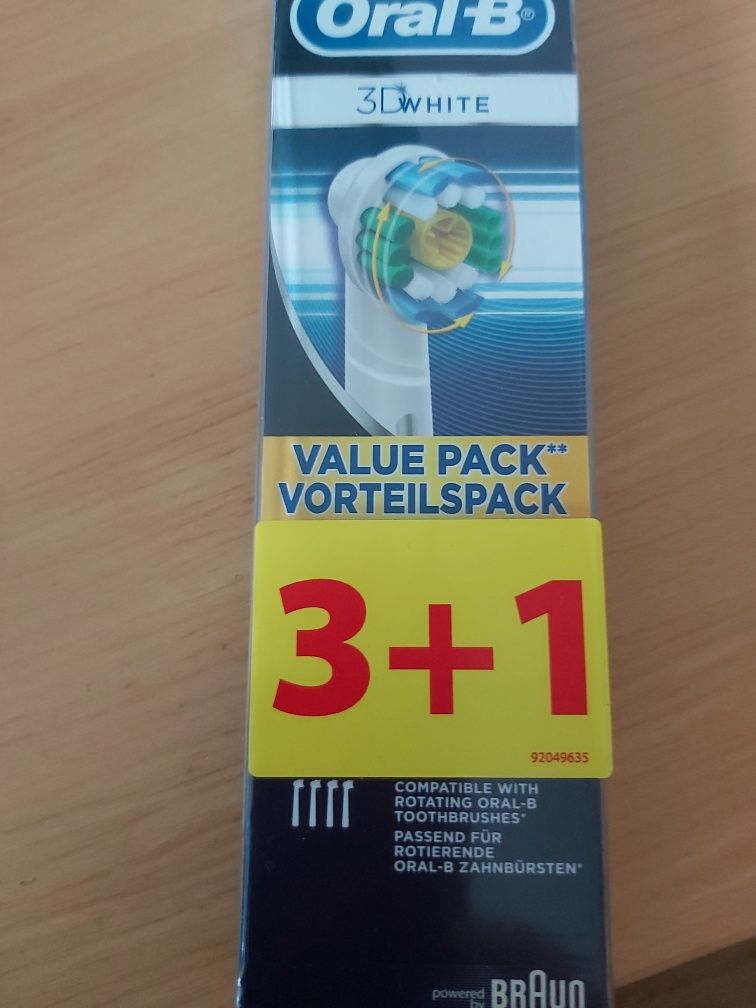 Oral-B®
3DWHITE
VALUE PACK**
VORTEILSPACK
3+1
92049635
COMPATIBLE WITH
ROTATING ORAL-B
TOOTHBRUSHES*
PASSEND FÜR
ROTIERENDE
ORAL-B ZAHNBÜRSTEN*
powered
by BRAUN